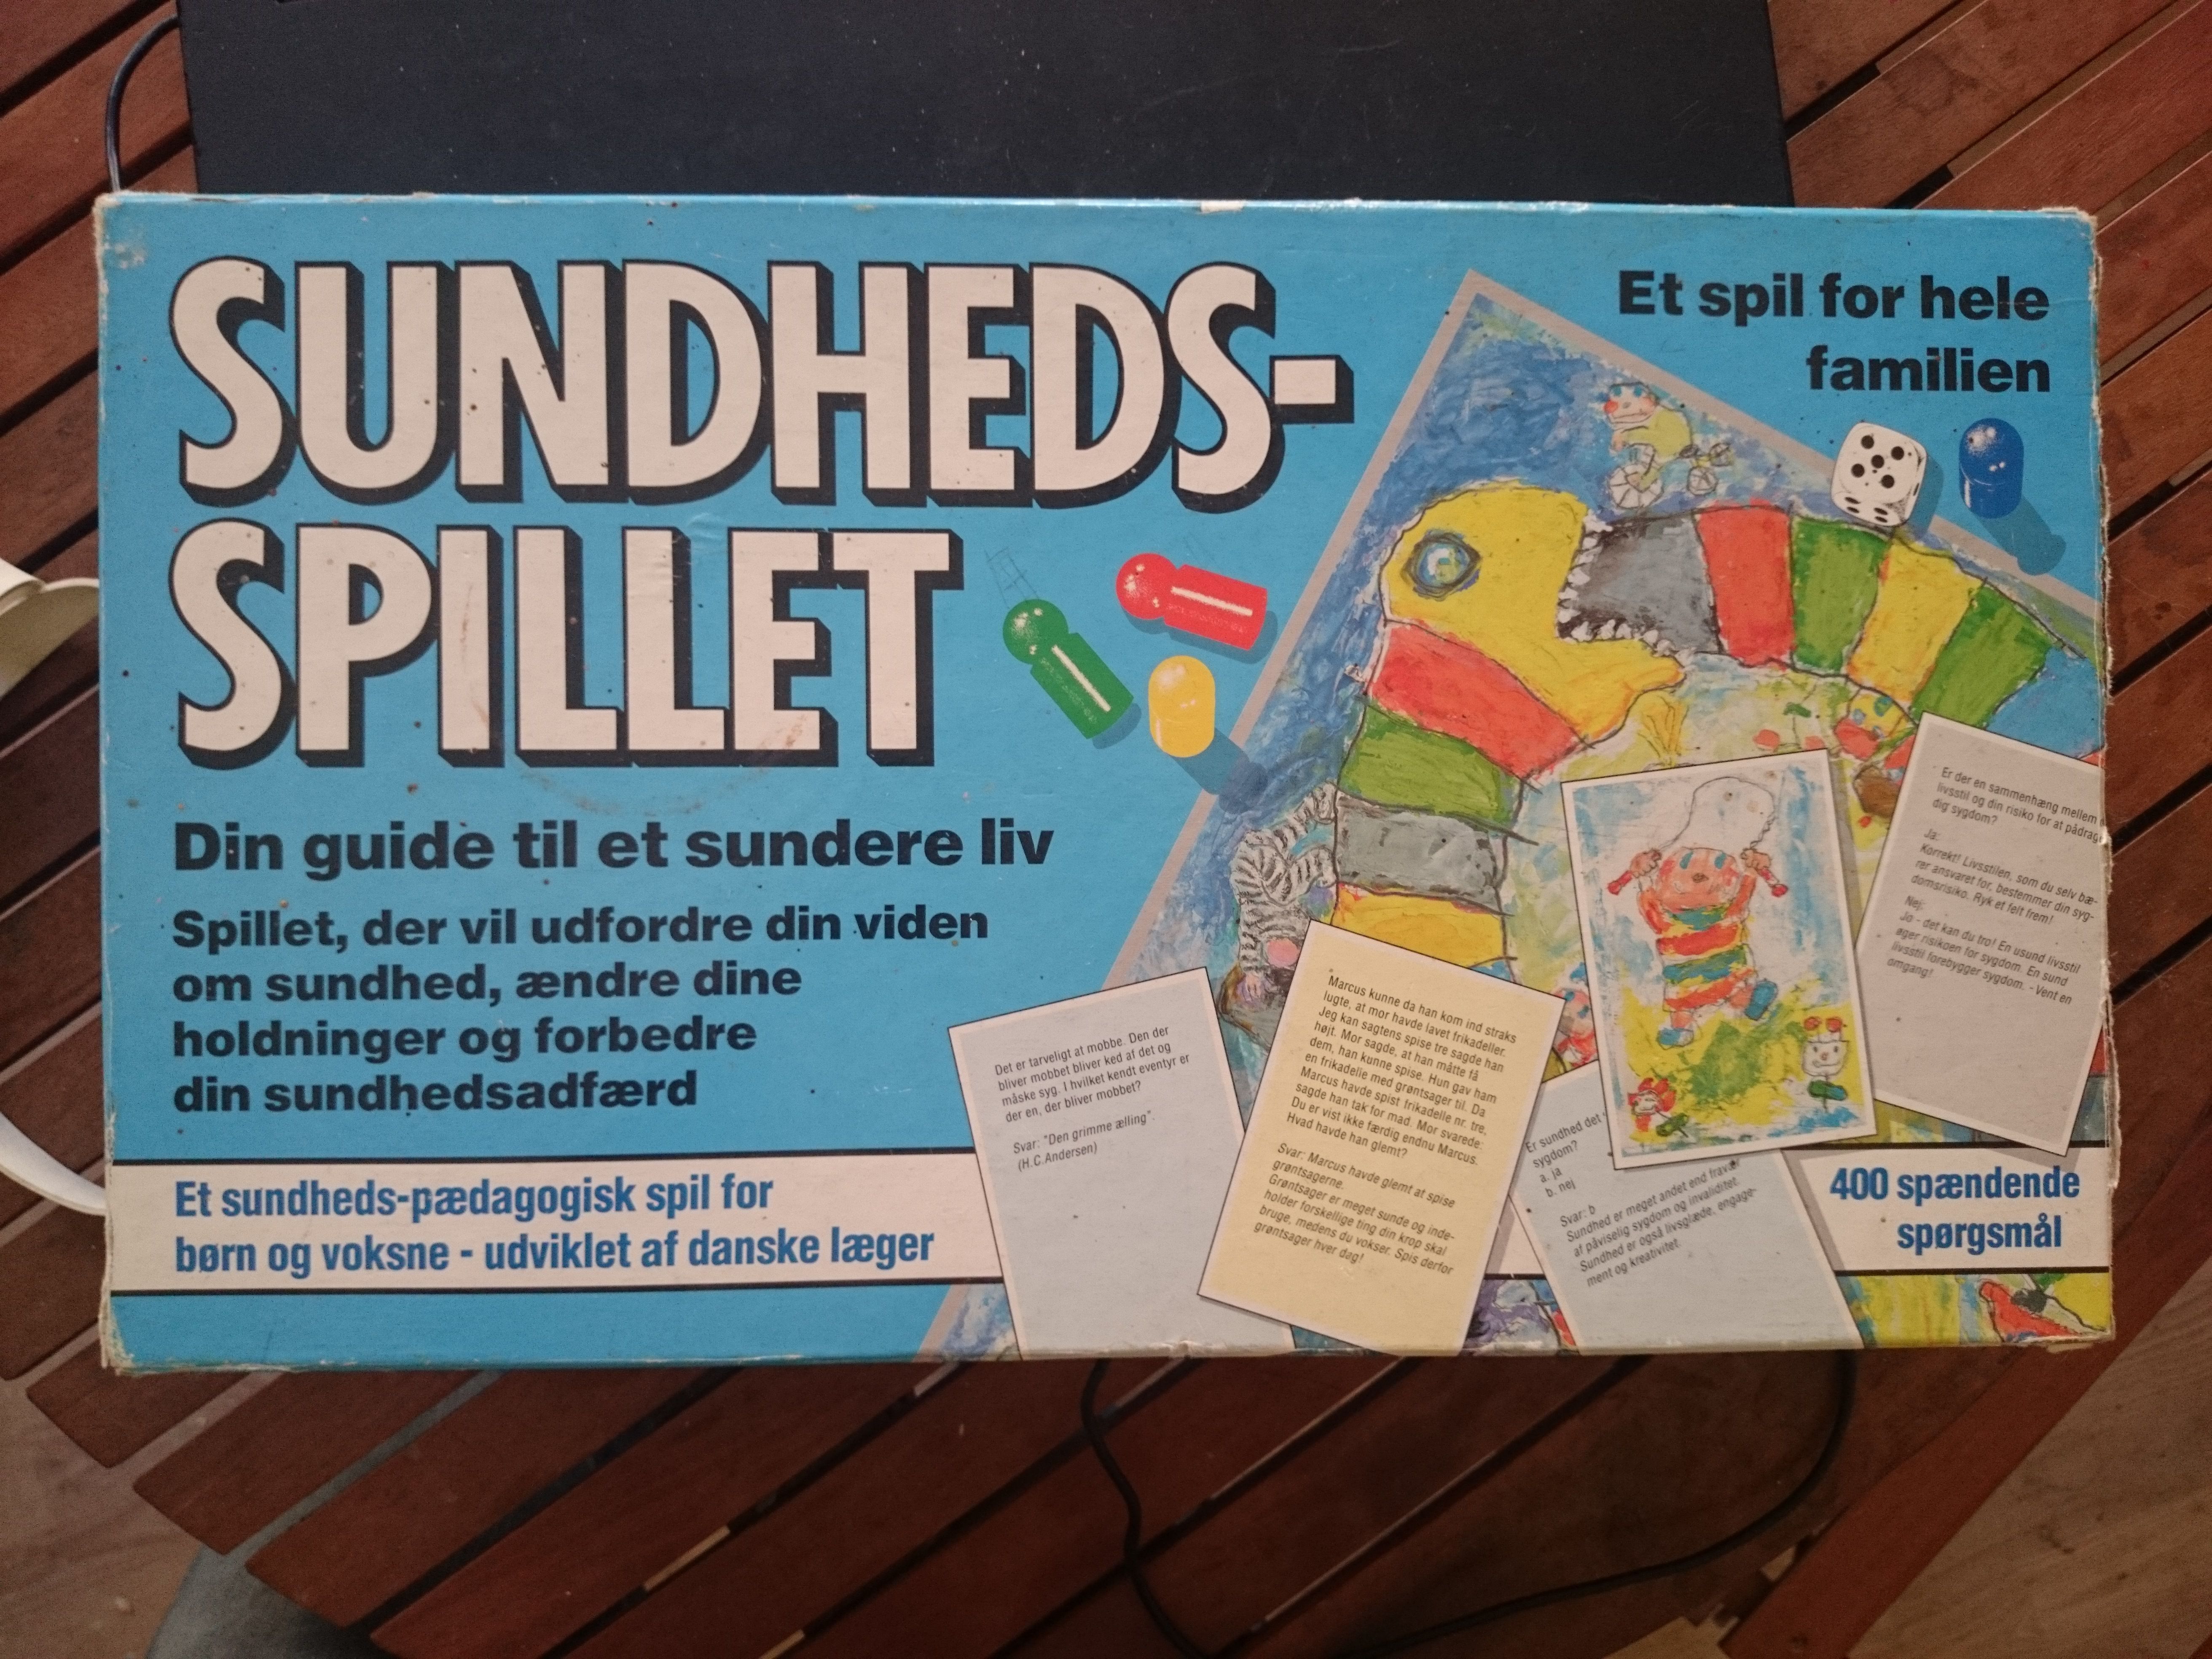 SUNDHEDS-
SPILLET
Et spil for hele
familien
Din guide til et sundere liv
Spillet, der vil udfordre din viden
om sundhed, ændre dine
holdninger og forbedre
din sundhedsadfærd
Et sundheds-pædagogisk spil for
børn og voksne - udviklet af danske læger
Det er tarveligt at mobbe. Den der
bliver mobbet bliver ked af det og
måske syg. I hvilket kendt eventyr er
der en, der bliver mobbet?
Svar: "Den grimme ælling".
(H.C.Andersen)
Marcus kunne da han kom ind straks
lugte, at mor havde lavet frikadeller.
Jeg kan sagtens spise tre sagde han
højt. Mor sagde, at han måtte få
dem, han kunne spise. Hun gav ham
en frikadelle med grøntsager til. Da
Marcus havde spist frikadelle nr. tre,
sagde han tak for mad. Mor svarede:
Du er vist ikke færdig endnu Marcus.
Hvad havde han glemt?
Svar: Marcus havde glemt at spise
grøntsagerne.
Grøntsager er meget sunde og inde-
holder forskellige ting din krop skal
bruge, medens du vokser. Spis derfor
grøntsager hver dag!
Er sundhed det
sygdom?
a. ja
b. nej
Svar: b
Sundhed er meget andet end fravær
af påviselig sygdom og invaliditet.
Sundhed er også livsglæde, engage-
ment og kreativitet.
Er der en sammenhæng mellem
livsstil og din risiko for at pådrag
dig sygdom?
Ja:
Korrekt! Livsstilen, som du selv bæ-
rer ansvaret for, bestemmer din syg-
domsrisiko. Ryk et felt frem!
Nej:
Jo - det kan du tro! En usund livsstil
øger risikoen for sygdom. En sund
livsstil forebygger sygdom. - Vent en
omgang!
400 spændende
spørgsmål